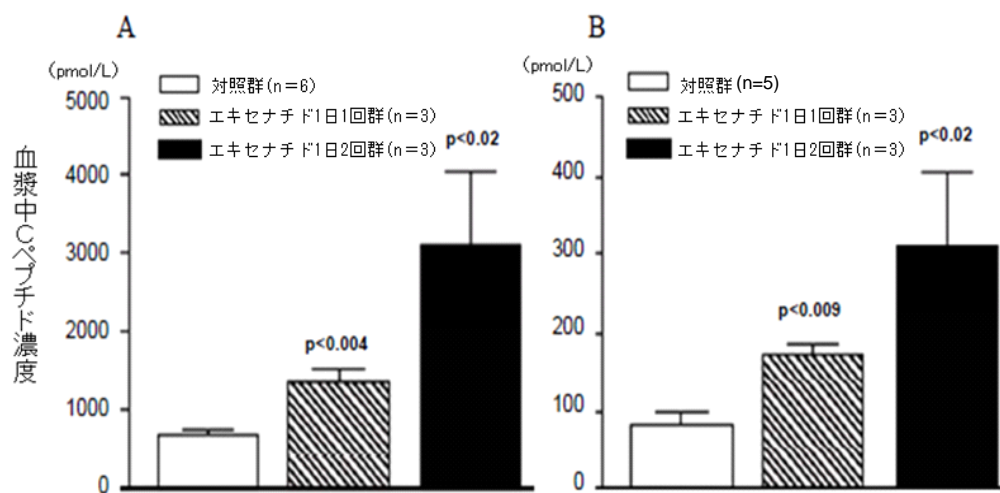 A
(pmol/L)
対照群(n=6)
エキセナチド1日1回群(n=3)
エキセナチド1日2回群(n=3)
5000
4000
3000
2000
1000
0
p<0.004
p<0.02
血漿中Cペプチド濃度
B
(pmol/L)
対照群(n=5)
エキセナチド1日1回群(n=3)
エキセナチド1日2回群(n=3)
500
400
300
200
100
0
p<0.009
p<0.02